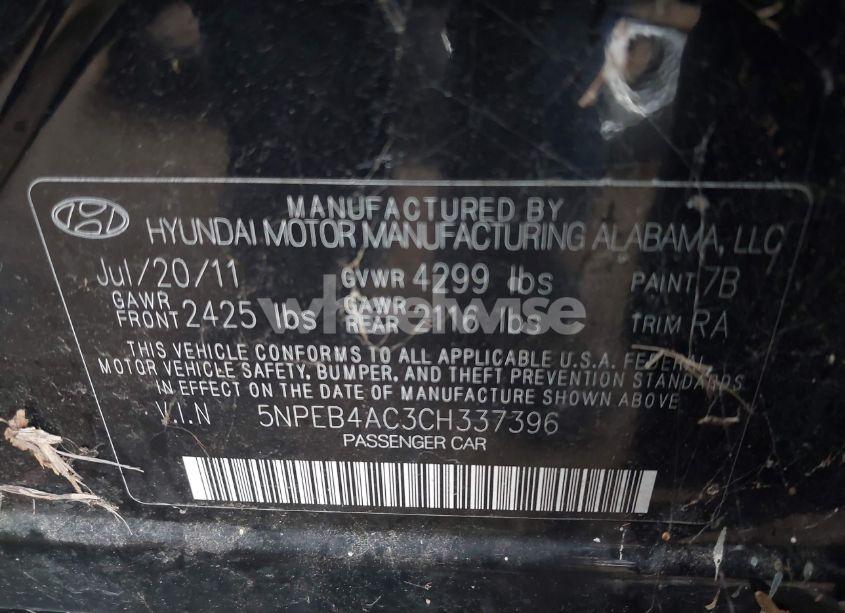 MANUFACTURED BY
HYUNDAI MOTOR MANUFACTURING ALABAMA, LLC
Jul/20/11 GVWR 4299 lbs PAINT 7B
GAWR FRONT 2425 lbs GAWR REAR 2116 lbs TRIM RA
wheelwise
THIS VEHICLE CONFORMS TO ALL APPLICABLE U.S.A. FEDERAL
MOTOR VEHICLE SAFETY, BUMPER, AND THEFT PREVENTION STANDARDS
IN EFFECT ON THE DATE OF MANUFACTURE SHOWN ABOVE
V.I.N 5NPEB4AC3CH337396
PASSENGER CAR